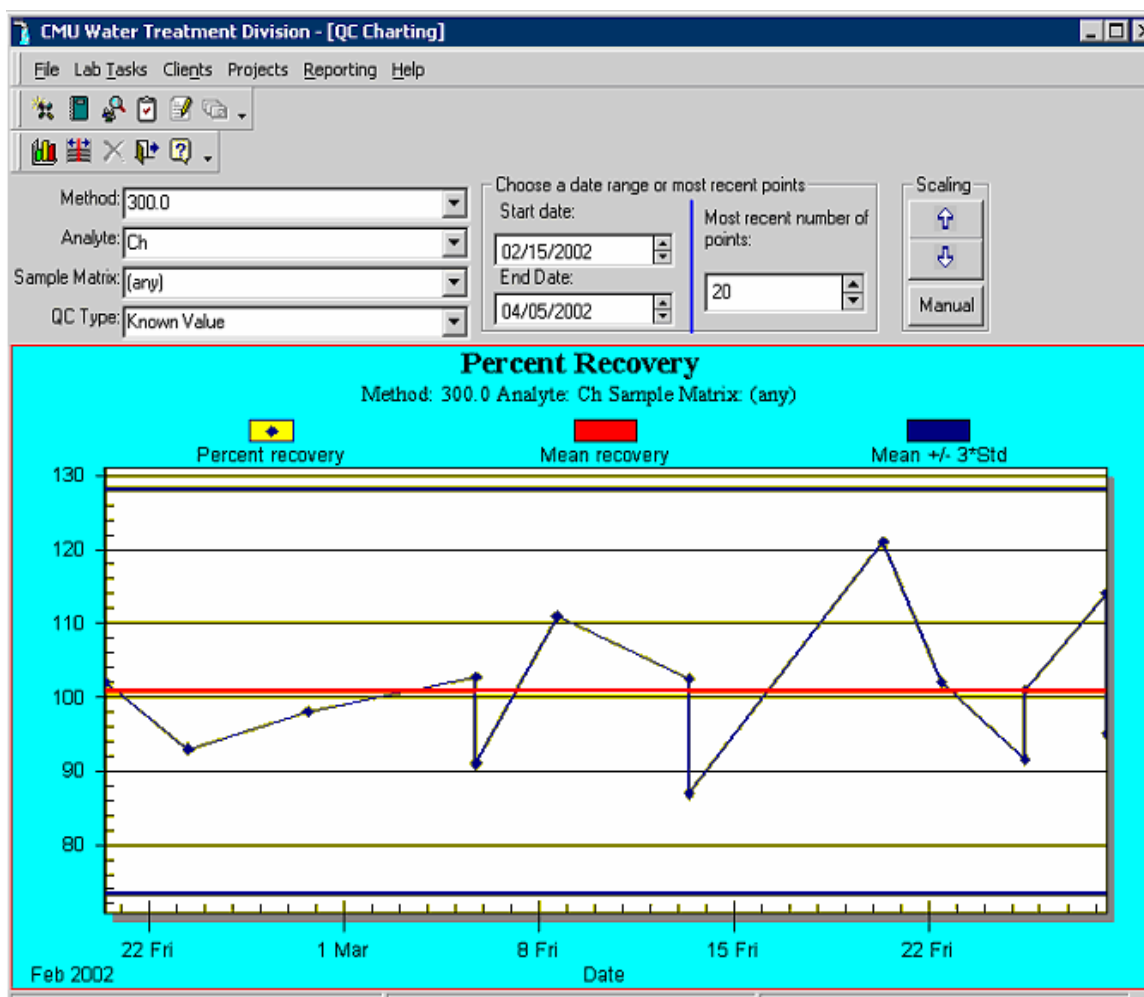 CMU Water Treatment Division - [QC Charting]
File Lab Tasks Clients Projects Reporting Help
Method: 300.0
Analyte: Ch
Sample Matrix: (any)
QC Type: Known Value
Choose a date range or most recent points
Start date:
02/15/2002
End Date:
04/05/2002
Most recent number of
points:
20
Scaling
Manual
Percent Recovery
Method: 300.0 Analyte: Ch Sample Matrix: (any)
Percent recovery Mean recovery Mean +/- 3*Std
130
120
110
100
90
80
22 Fri 1 Mar 8 Fri 15 Fri 22 Fri
Feb 2002 Date